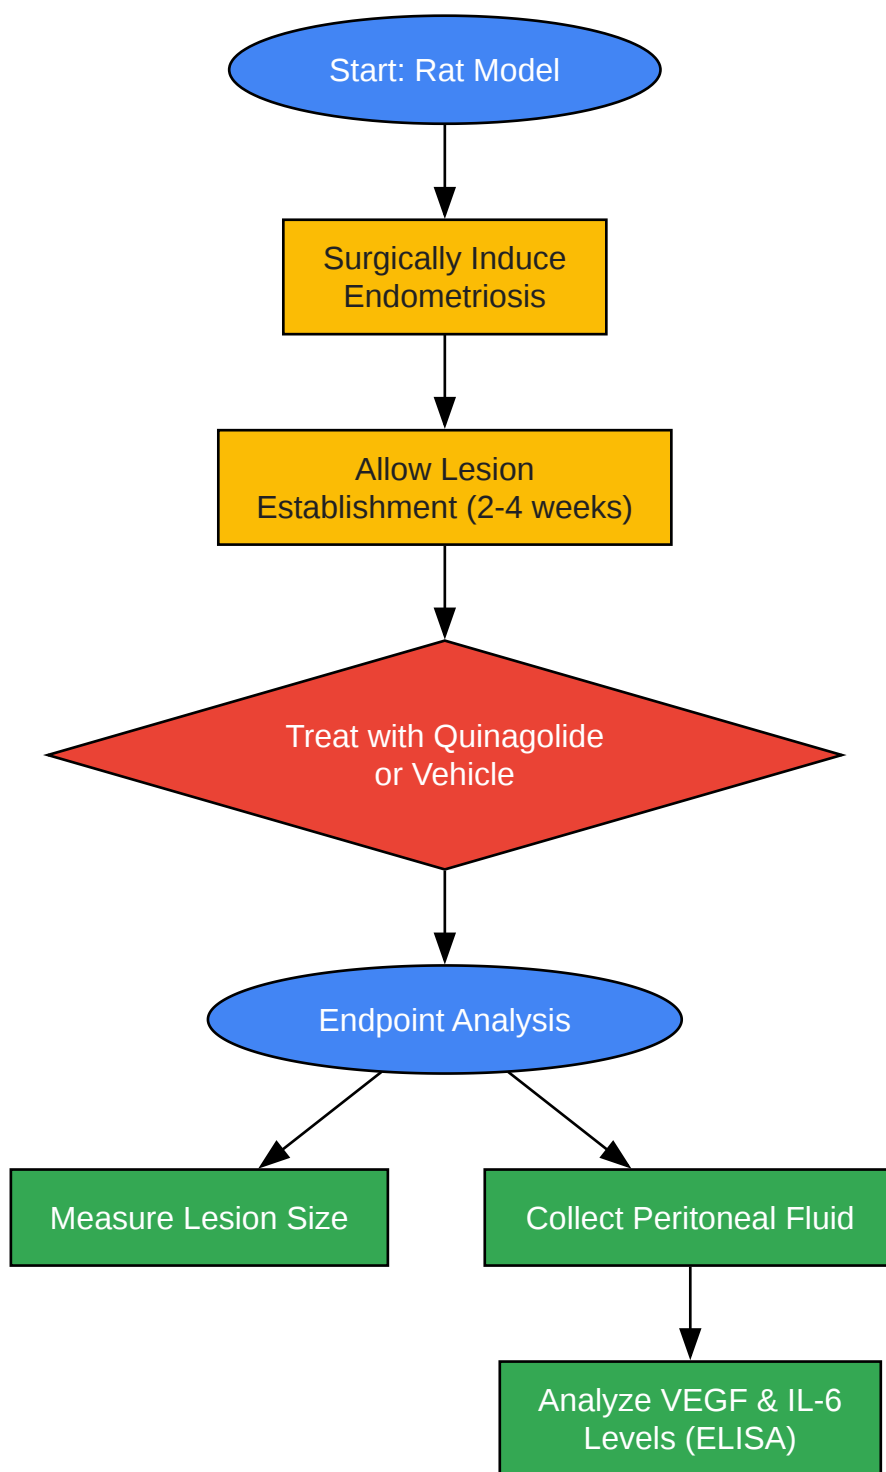 Start: Rat Model
Surgically Induce
Endometriosis
Allow Lesion
Establishment (2-4 weeks)
Treat with Quinagolide
or Vehicle
Endpoint Analysis
Measure Lesion Size
Collect Peritoneal Fluid
Analyze VEGF & IL-6
Levels (ELISA)